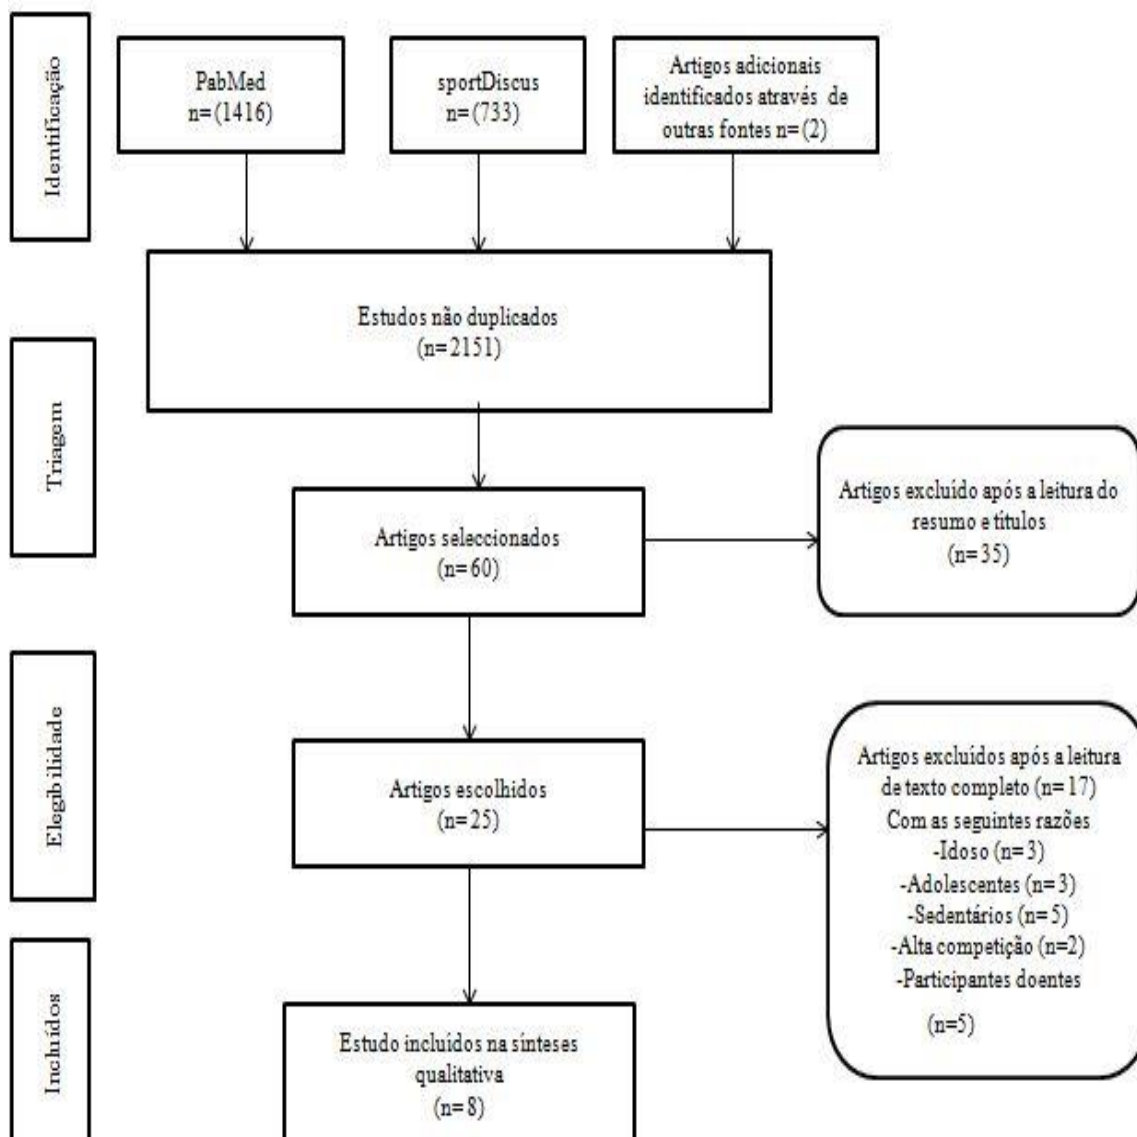 Identificação
PabMed
n=(1416)
sportDiscus
n=(733)
Artigos adicionais
identificados através de
outras fontes n=(2)
Estudos não duplicados
(n=2151)
Triagem
Artigos seleccionados
(n=60)
Artigos excluído após a leitura do
resumo e títulos
(n=35)
Elegibilidade
Artigos escolhidos
(n=25)
Artigos excluídos após a leitura
de texto completo (n=17)
Com as seguintes razões
-Idoso (n=3)
-Adolescentes (n=3)
-Sedentários (n=5)
-Alta competição (n=2)
-Participantes doentes
(n=5)
Incluídos
Estudo incluídos na sínteses
qualitativa
(n=8)